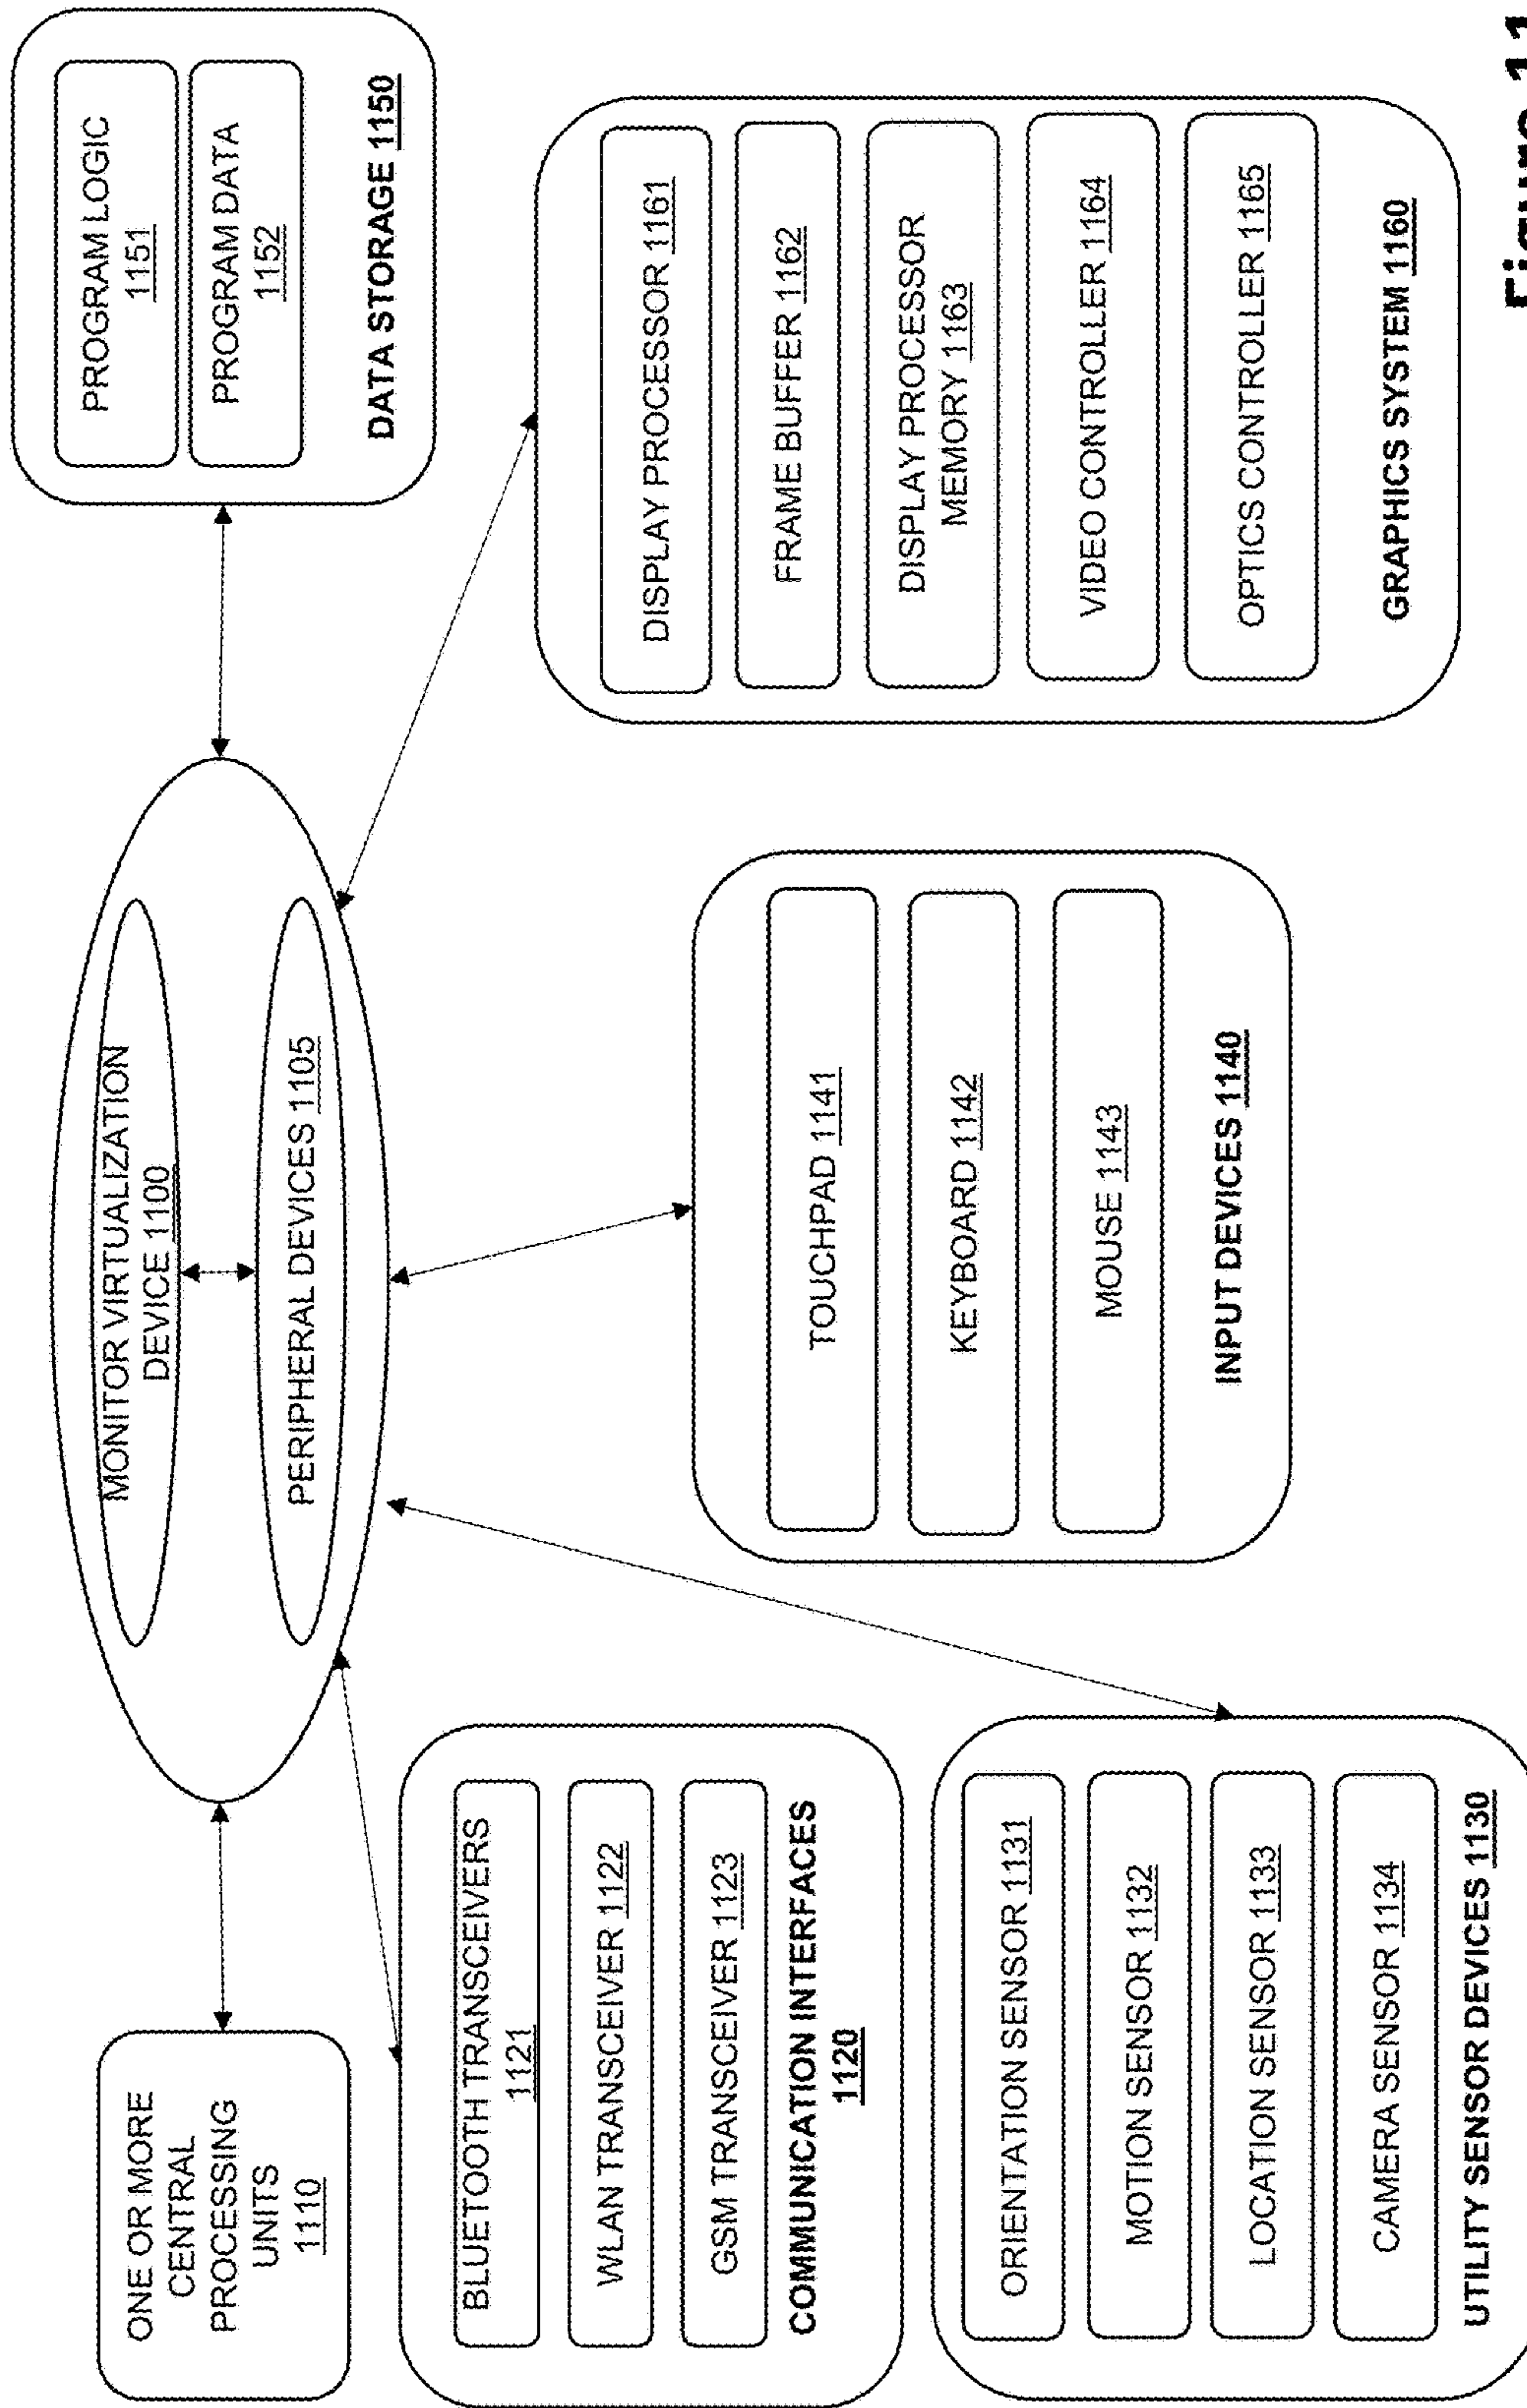 MONITOR VIRTUALIZATION
DEVICE 1100
PERIPHERAL DEVICES 1105
ONE OR MORE
CENTRAL
PROCESSING
UNITS
1110
PROGRAM LOGIC
1151
PROGRAM DATA
1152
DATA STORAGE 1150
BLUETOOTH TRANSCEIVERS
1121
WLAN TRANSCEIVER 1122
GSM TRANSCEIVER 1123
COMMUNICATION INTERFACES
1120
ORIENTATION SENSOR 1131
MOTION SENSOR 1132
LOCATION SENSOR 1133
CAMERA SENSOR 1134
UTILITY SENSOR DEVICES 1130
TOUCHPAD 1141
KEYBOARD 1142
MOUSE 1143
INPUT DEVICES 1140
DISPLAY PROCESSOR 1161
FRAME BUFFER 1162
DISPLAY PROCESSOR
MEMORY 1163
VIDEO CONTROLLER 1164
OPTICS CONTROLLER 1165
GRAPHICS SYSTEM 1160
Figure 11